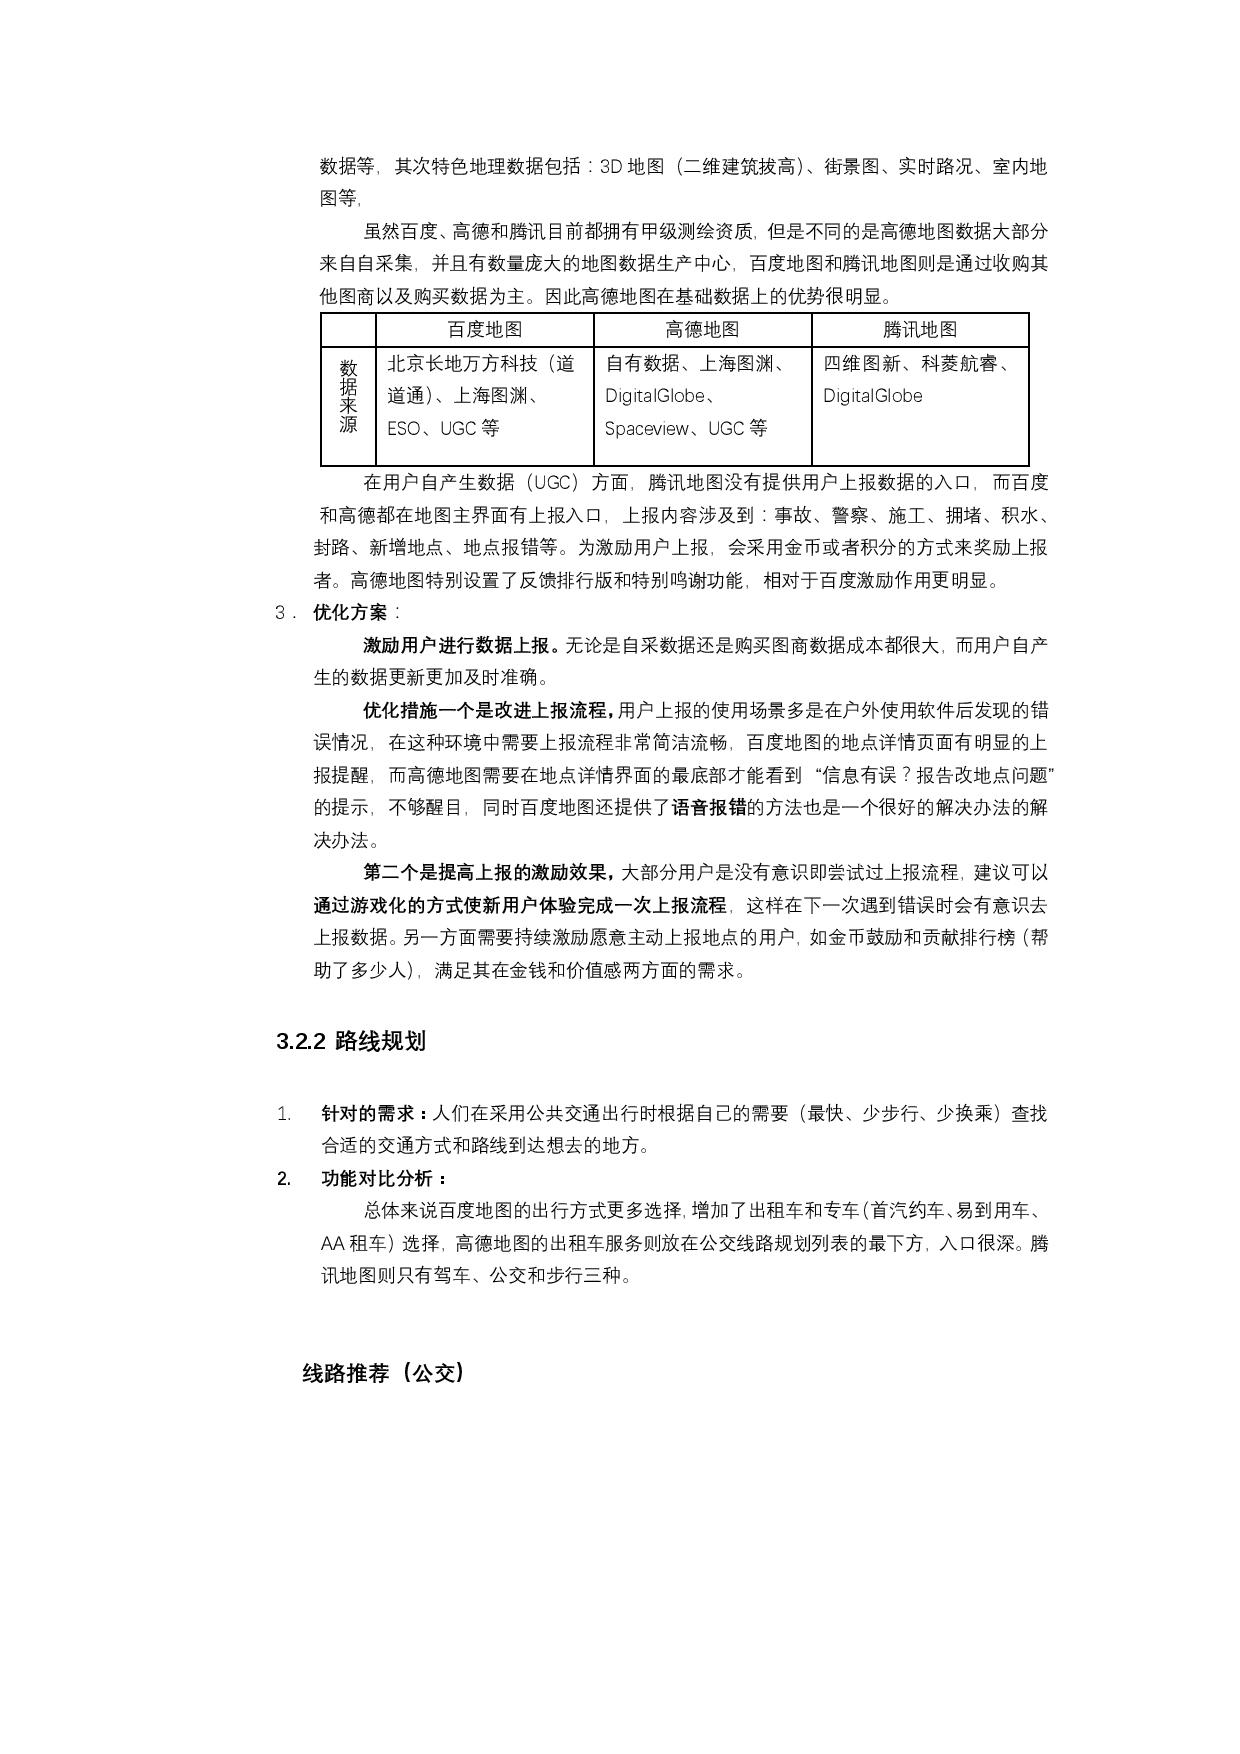 数据等，其次特色地理数据包括：3D 地图（二维建筑拔高）、街景图、实时路况、室内地
图等，
虽然百度、高德和腾讯目前都拥有甲级测绘资质，但是不同的是高德地图数据大部分
来自自采集，并且有数量庞大的地图数据生产中心，百度地图和腾讯地图则是通过收购其
他图商以及购买数据为主。因此高德地图在基础数据上的优势很明显。
百度地图 高德地图 腾讯地图
数据来源
北京长地万方科技（道
道通）、上海图渊、
ESO、UGC 等
自有数据、上海图渊、
DigitalGlobe、
Spaceview、UGC 等
四维图新、科菱航睿、
DigitalGlobe
在用户自产生数据（UGC）方面，腾讯地图没有提供用户上报数据的入口，而百度
和高德都在地图主界面有上报入口，上报内容涉及到：事故、警察、施工、拥堵、积水、
封路、新增地点、地点报错等。为激励用户上报，会采用金币或者积分的方式来奖励上报
者。高德地图特别设置了反馈排行版和特别鸣谢功能，相对于百度激励作用更明显。
3． 优化方案：
激励用户进行数据上报。无论是自采数据还是购买图商数据成本都很大，而用户自产
生的数据更新更加及时准确。
优化措施一个是改进上报流程，用户上报的使用场景多是在户外使用软件后发现的错
误情况，在这种环境中需要上报流程非常简洁流畅，百度地图的地点详情页面有明显的上
报提醒，而高德地图需要在地点详情界面的最底部才能看到“信息有误？报告改地点问题”
的提示，不够醒目，同时百度地图还提供了语音报错的方法也是一个很好的解决办法的解
决办法。
第二个是提高上报的激励效果，大部分用户是没有意识即尝试过上报流程，建议可以
通过游戏化的方式使新用户体验完成一次上报流程，这样在下一次遇到错误时会有意识去
上报数据。另一方面需要持续激励愿意主动上报地点的用户，如金币鼓励和贡献排行榜（帮
助了多少人），满足其在金钱和价值感两方面的需求。
3.2.2 路线规划
1. 针对的需求：人们在采用公共交通出行时根据自己的需要（最快、少步行、少换乘）查找
合适的交通方式和路线到达想去的地方。
2. 功能对比分析：
总体来说百度地图的出行方式更多选择，增加了出租车和专车（首汽约车、易到用车、
AA 租车）选择，高德地图的出租车服务则放在公交线路规划列表的最下方，入口很深。腾
讯地图则只有驾车、公交和步行三种。
线路推荐（公交）